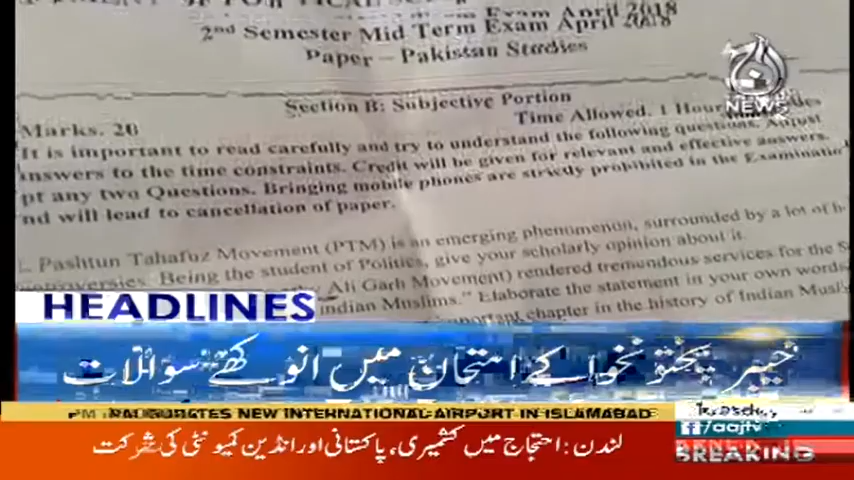 2nd Semester Mid Term Exam April 2018
Paper – Pakistan Studies
Section B: Subjective Portion
Marks. 20
Time Allowed. 1 Hour
It is important to read carefully and try to understand the following questions. Adjust
answers to the time constraints. Credit will be given for relevant and effective answers.
pt any two Questions. Bringing mobile phones are strictly prohibited in the Examination
nd will lead to cancellation of paper.
Pashtun Tahafuz Movement (PTM) is an emerging phenomenon, surrounded by a lot of
controversies. Being the student of Politics, give your scholarly opinion about it.
Ali Garh Movement) rendered tremendous services for the
indian Muslims." Elaborate the statement in your own words
important chapter in the history of Indian
aaj
NEWS
HEADLINES
خیبر پختونخوا کے امتحان میں انوکھے سوالات
PM INAUGURATES NEW INTERNATIONAL AIRPORT IN ISLAMABAD
Tuesday
f/aajtv
BREAKING
لندن : احتجاج میں کشمیری، پاکستانی اور انڈین کمیونٹی کی شرکت